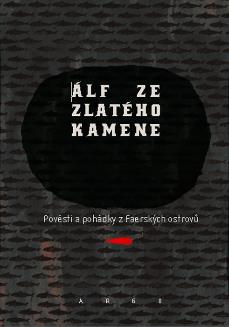 ÁLF ZE
ZLATÉHO
KAMENE
Pověsti a pohádky z Faerských ostrovů
ARGO